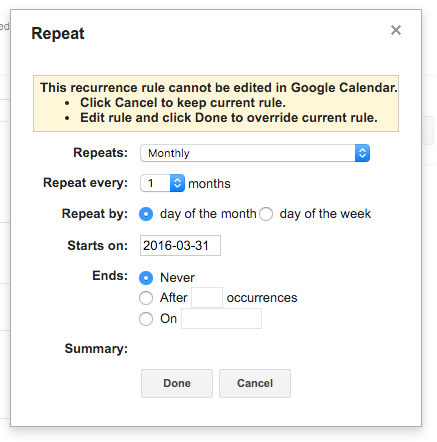 ed
Repeat
×
This recurrence rule cannot be edited in Google Calendar.
• Click Cancel to keep current rule.
• Edit rule and click Done to override current rule.
Repeats: Monthly
Repeat every: 1 months
Repeat by: day of the month day of the week
Starts on: 2016-03-31
Ends: Never
After occurrences
On
Summary:
Done Cancel